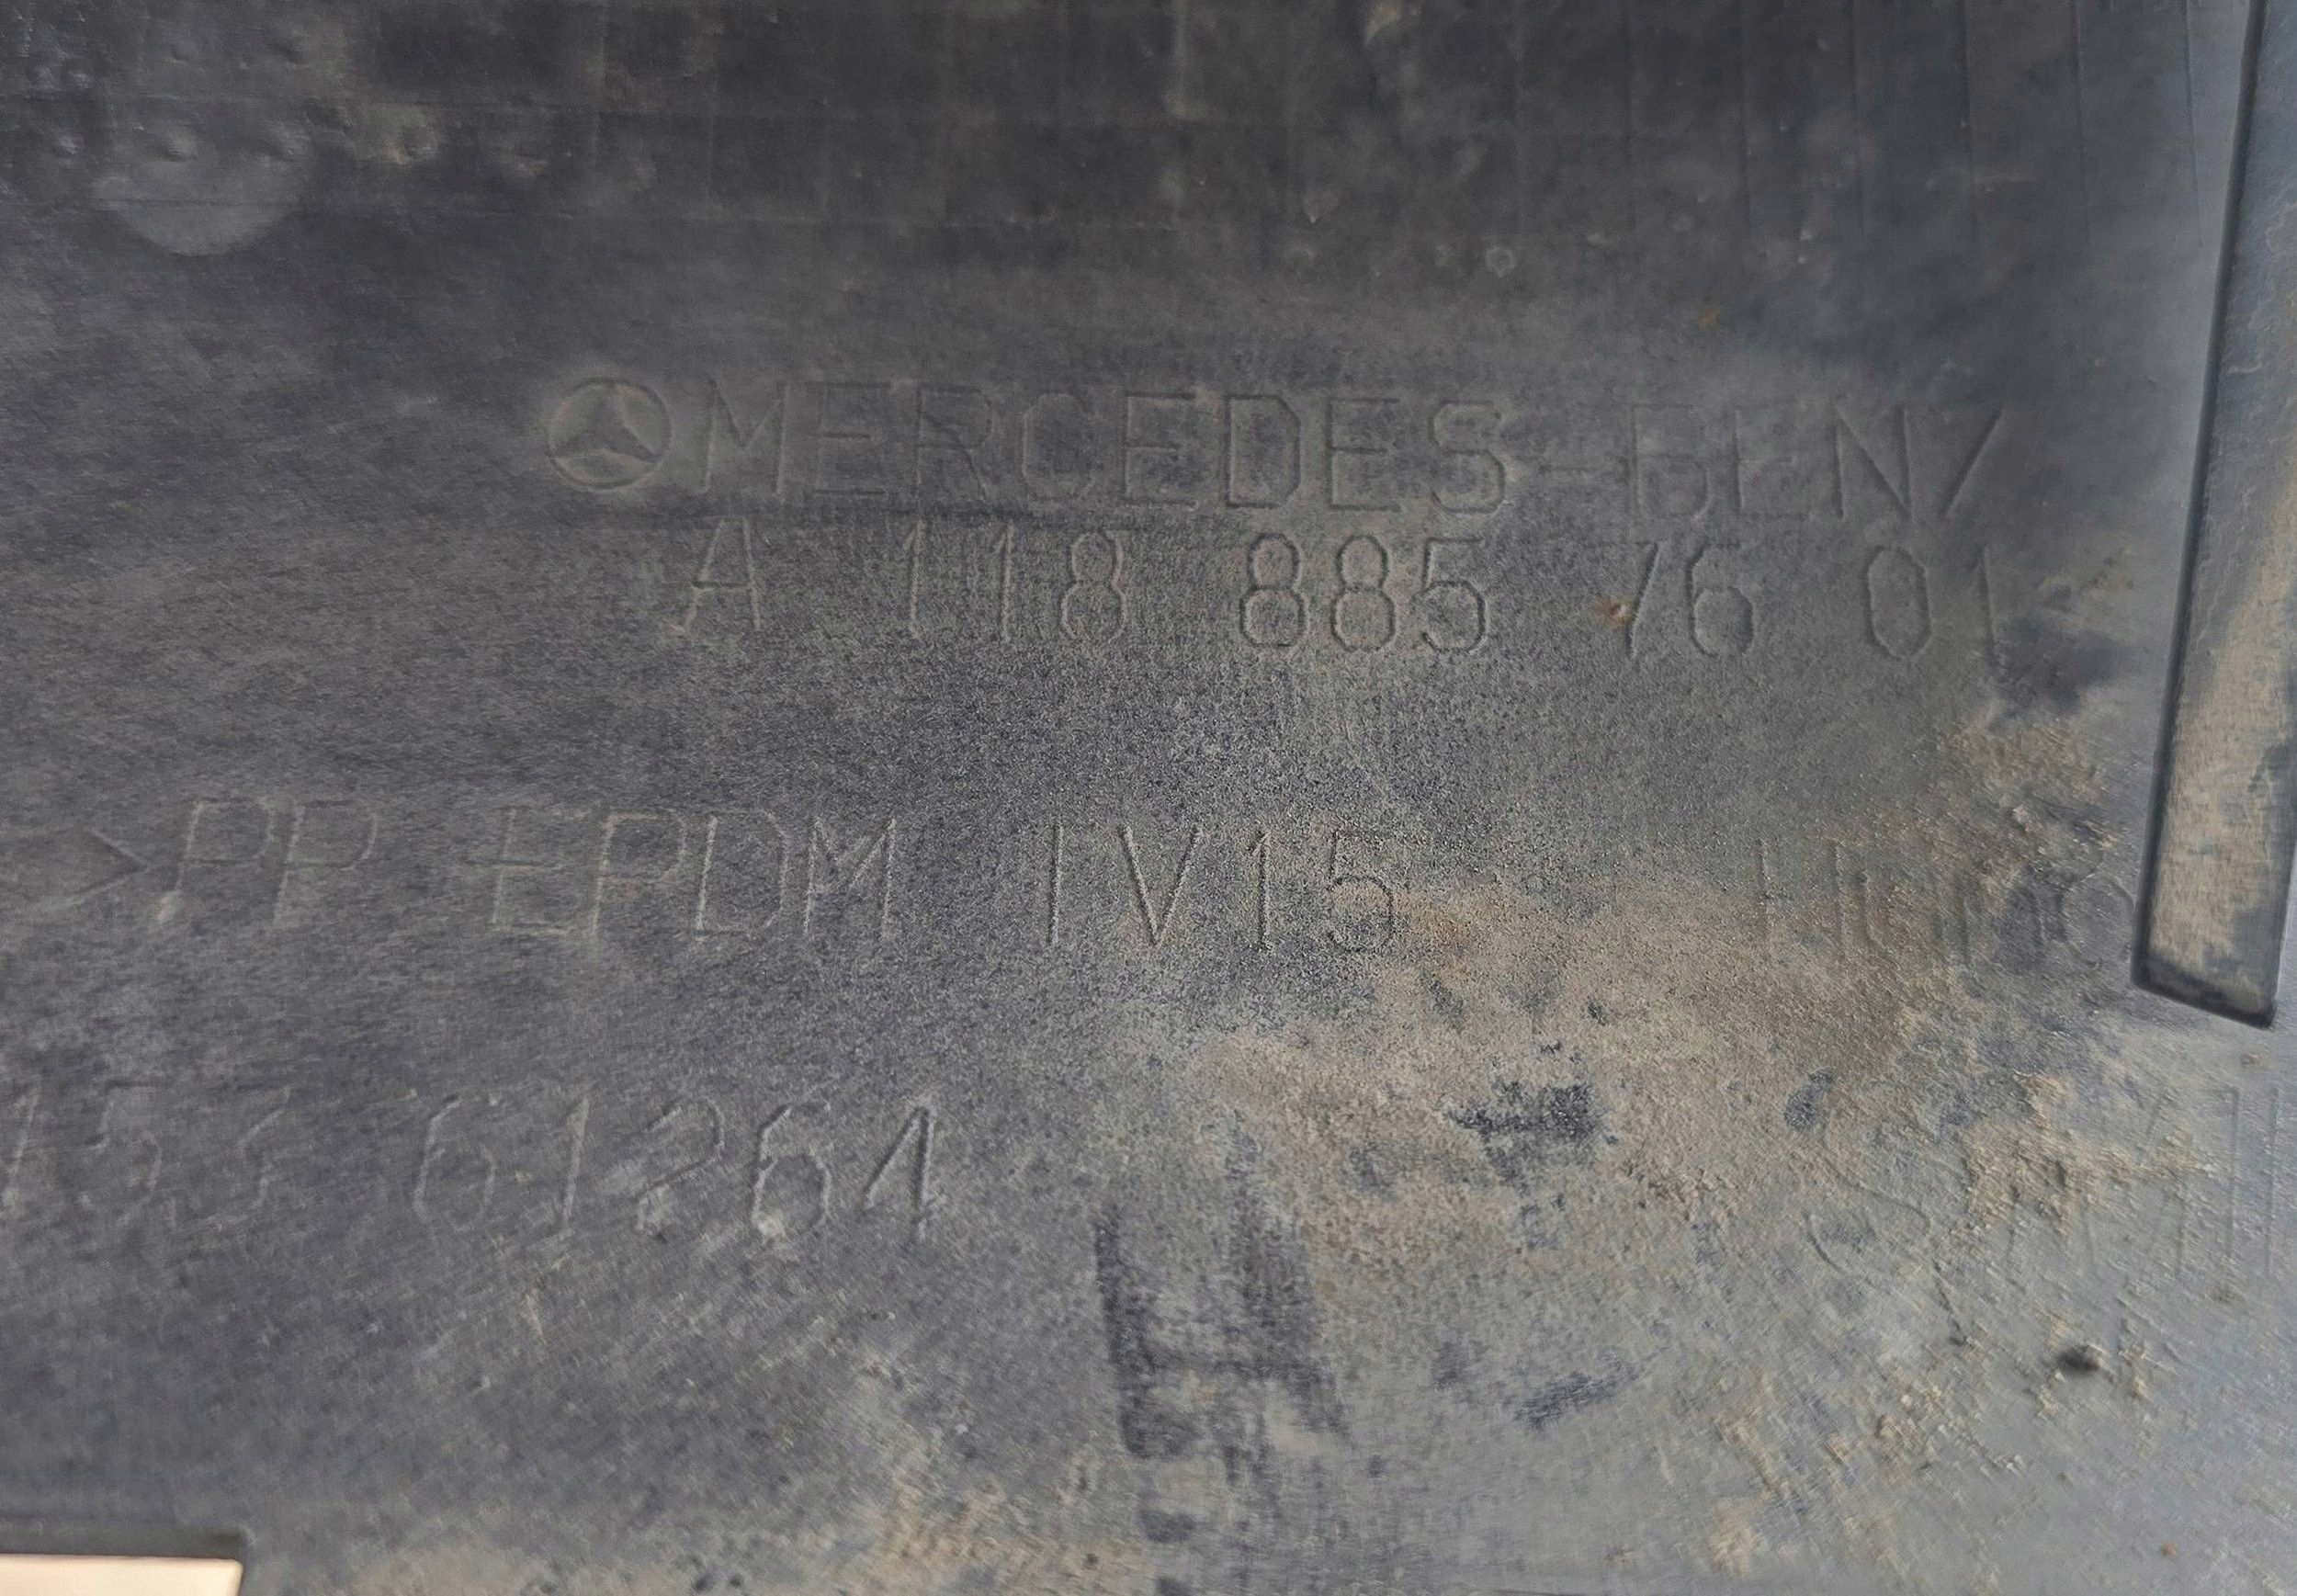 MERCEDES-BENZ
A 118 885 76 01
>PP EPDM TV15
61264